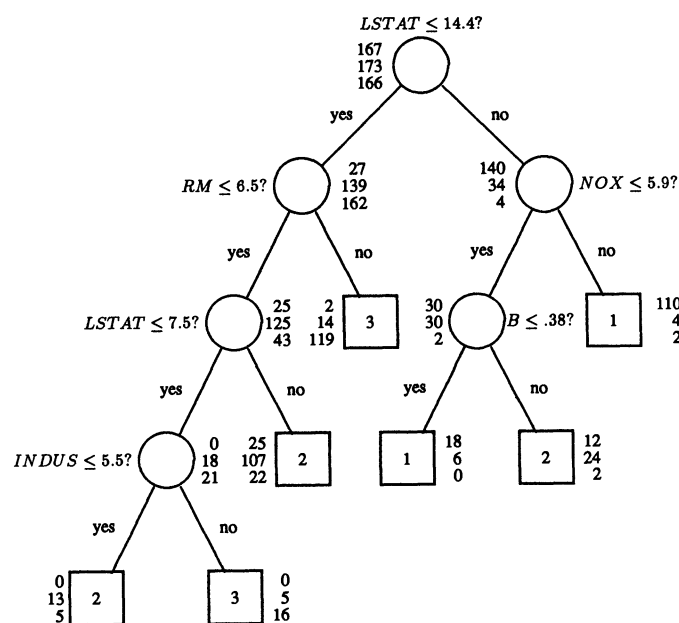 LSTAT ≤ 14.4?
167
173
166
yes
no
RM ≤ 6.5?
27
139
162
140
34
4
NOX ≤ 5.9?
yes
no
yes
no
LSTAT ≤ 7.5?
25
125
43
2
14
119
3
30
30
2
B ≤ .38?
1
110
4
2
yes
no
yes
no
INDUS ≤ 5.5?
0
18
21
25
107
22
2
1
18
6
0
2
12
24
2
yes
no
0
13
5
2
3
0
5
16